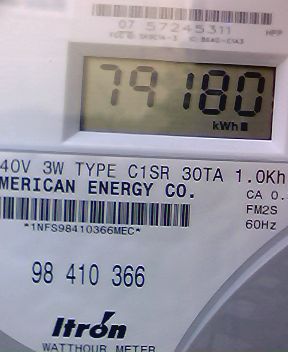 07 57245311
HPP
79180
kWh
40V 3W TYPE C1SR 30TA 1.0Kh
MERICAN ENERGY CO.
CA 0.
FM2S
60Hz
*1NFS98410366MEC*
98 410 366
Itron
WATTHOUR METER